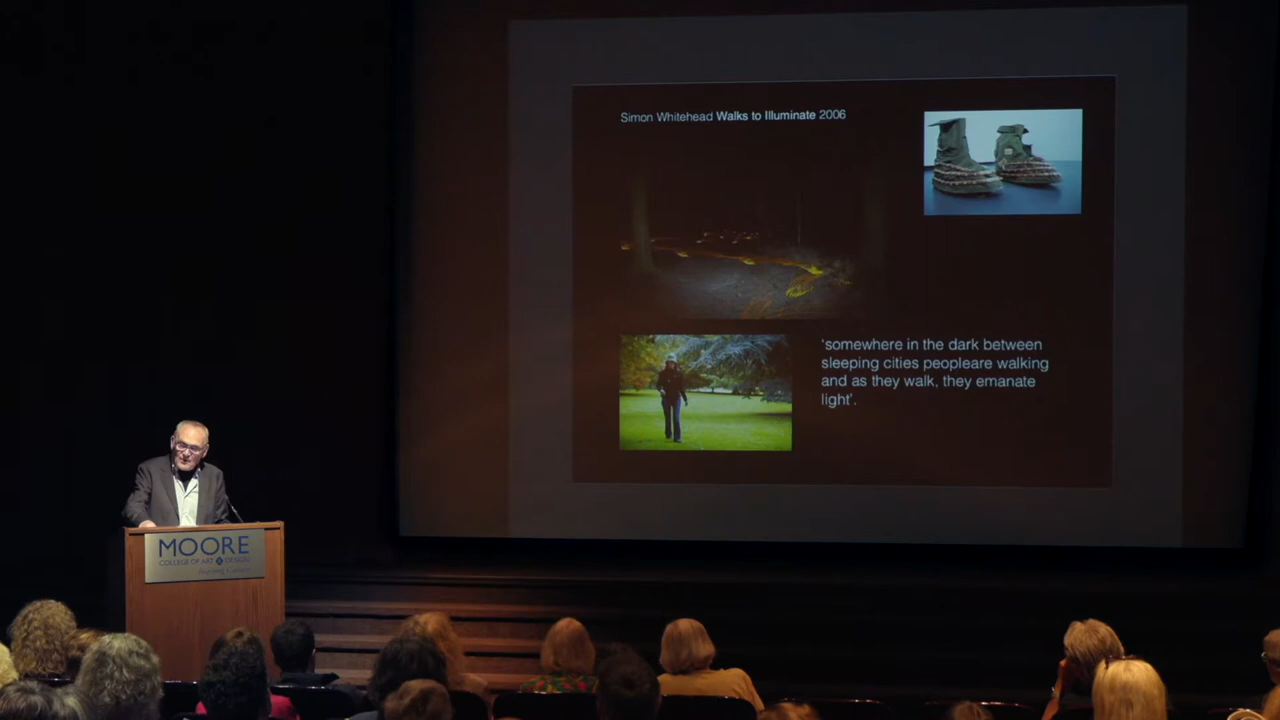 Simon Whitehead Walks to Illuminate 2006
'somewhere in the dark between
sleeping cities peopleare walking
and as they walk, they emanate
light'.
MOORE
COLLEGE OF ART & DESIGN